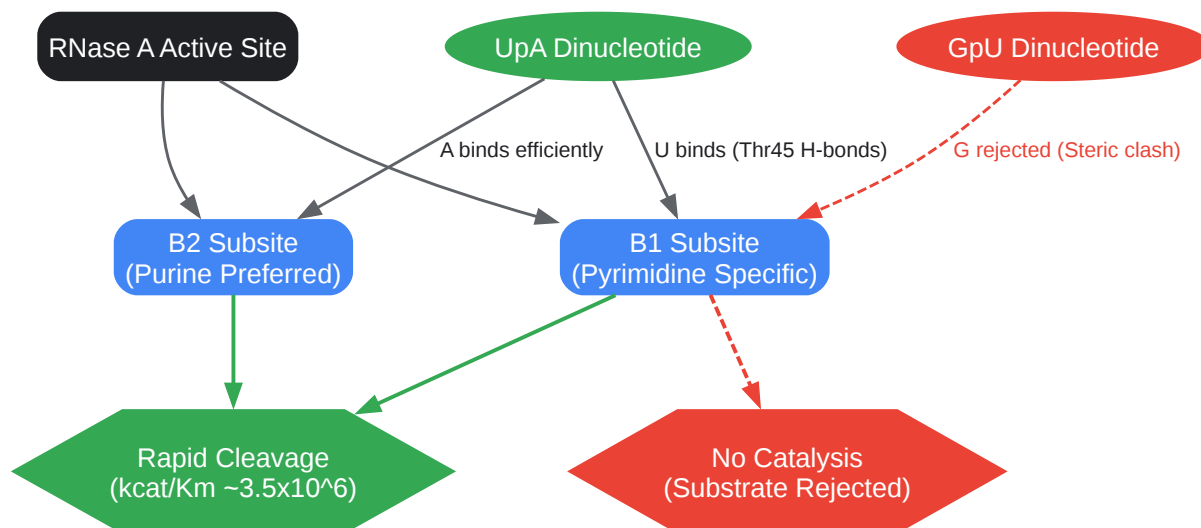 RNase A Active Site
UpA Dinucleotide
GpU Dinucleotide
A binds efficiently
U binds (Thr45 H-bonds)
G rejected (Steric clash)
B2 Subsite
(Purine Preferred)
B1 Subsite
(Pyrimidine Specific)
Rapid Cleavage
(kcat/Km ~3.5x10^6)
No Catalysis
(Substrate Rejected)